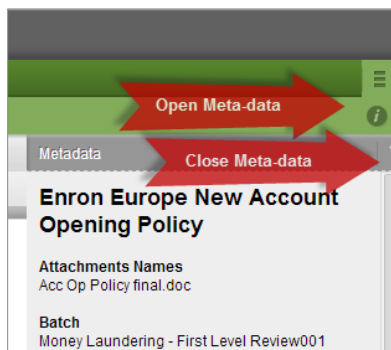 Open Meta-data
Metadata
Close Meta-data
Enron Europe New Account
Opening Policy
Attachments Names
Acc Op Policy final.doc
Batch
Money Laundering - First Level Review001